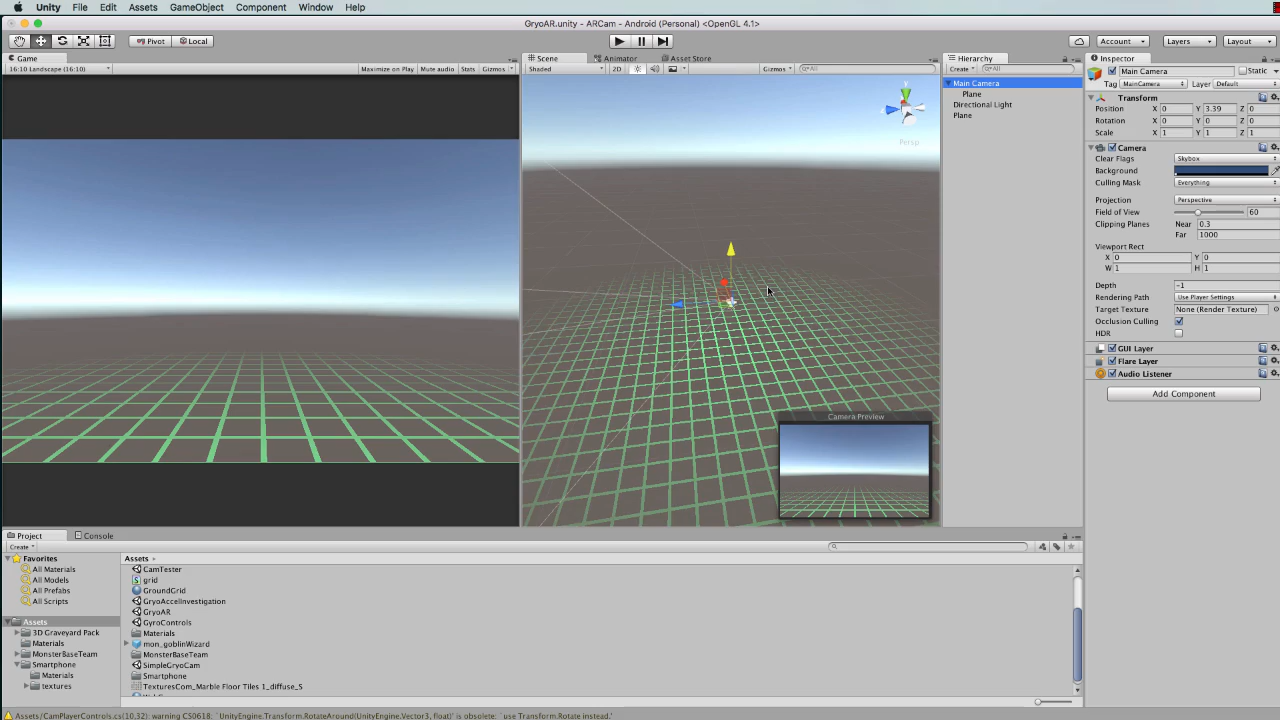 Unity File Edit Assets GameObject Component Window Help
GryoAR.unity - ARCam - Android (Personal) <OpenGL 4.1>
Pivot Local Account Layers Layout
Game
16:10 Landscape (16:10) Maximize on Play Mute audio Stats Gizmos
Scene Animator Asset Store
Shaded 2D Gizmos All
y
Persp
Camera Preview
Hierarchy
Create All
Main Camera
Plane
Directional Light
Plane
Inspector
Main Camera Static
Tag MainCamera Layer Default
Transform
Position X 0 Y 3.39 Z 0
Rotation X 0 Y 0 Z 0
Scale X 1 Y 1 Z 1
Camera
Clear Flags Skybox
Background
Culling Mask Everything
Projection Perspective
Field of View 60
Clipping Planes Near 0.3
Far 1000
Viewport Rect
X 0 Y 0
W 1 H 1
Depth -1
Rendering Path Use Player Settings
Target Texture None (Render Texture)
Occlusion Culling
HDR
GUI Layer
Flare Layer
Audio Listener
Add Component
Project Console
Create
Favorites
All Materials
All Models
All Prefabs
All Scripts
Assets
3D Graveyard Pack
Materials
MonsterBaseTeam
Smartphone
Materials
textures
Assets
CamTester
grid
GroundGrid
GryoAccelInvestigation
GryoAR
GyroControls
Materials
mon_goblinWizard
MonsterBaseTeam
SimpleGryoCam
Smartphone
TexturesCom_Marble Floor Tiles 1_diffuse_S
Assets/CamPlayerControls.cs(10,32): warning CS0618: `UnityEngine.Transform.RotateAround(UnityEngine.Vector3, float)' is obsolete: `use Transform.Rotate instead.'